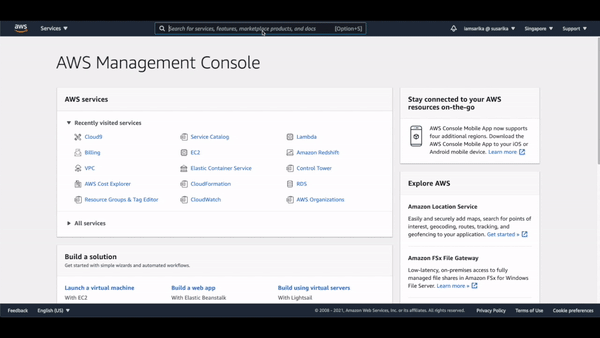 aws
Services ▾
Search for services, features, marketplace products, and docs [Option+S]
iamsarika @ susarika ▾
Singapore ▾
Support ▾
AWS Management Console
AWS services
▼ Recently visited services
Cloud9
Service Catalog
Lambda
Billing
EC2
Amazon Redshift
VPC
Elastic Container Service
Control Tower
AWS Cost Explorer
CloudFormation
RDS
Resource Groups & Tag Editor
CloudWatch
AWS Organizations
▶ All services
Build a solution
Get started with simple wizards and automated workflows.
Launch a virtual machine
Build a web app
Build using virtual servers
With EC2
With Elastic Beanstalk
With Lightsail
Stay connected to your AWS
resources on-the-go
AWS Console Mobile App now supports
four additional regions. Download the
AWS Console Mobile App to your iOS or
Android mobile device. Learn more
Explore AWS
Amazon Location Service
Easily and securely add maps, search for points of
interest, geocoding, routes, tracking, and
geofencing to your application. Get started »
Amazon FSx File Gateway
Low-latency, on-premises access to fully
managed file shares in Amazon FSx for Windows
File Server. Learn more »
Feedback
English (US) ▾
© 2008 - 2021, Amazon Web Services, Inc. or its affiliates. All rights reserved.
Privacy Policy
Terms of Use
Cookie preferences